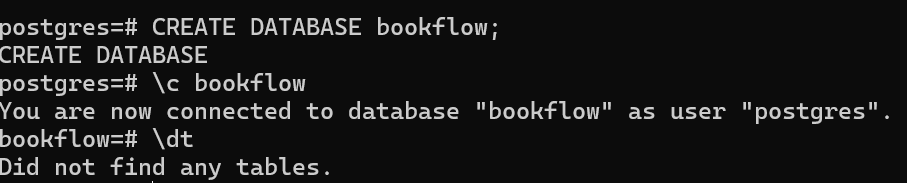 postgres=# CREATE DATABASE bookflow;
CREATE DATABASE
postgres=# \c bookflow
You are now connected to database "bookflow" as user "postgres".
bookflow=# \dt
Did not find any tables.